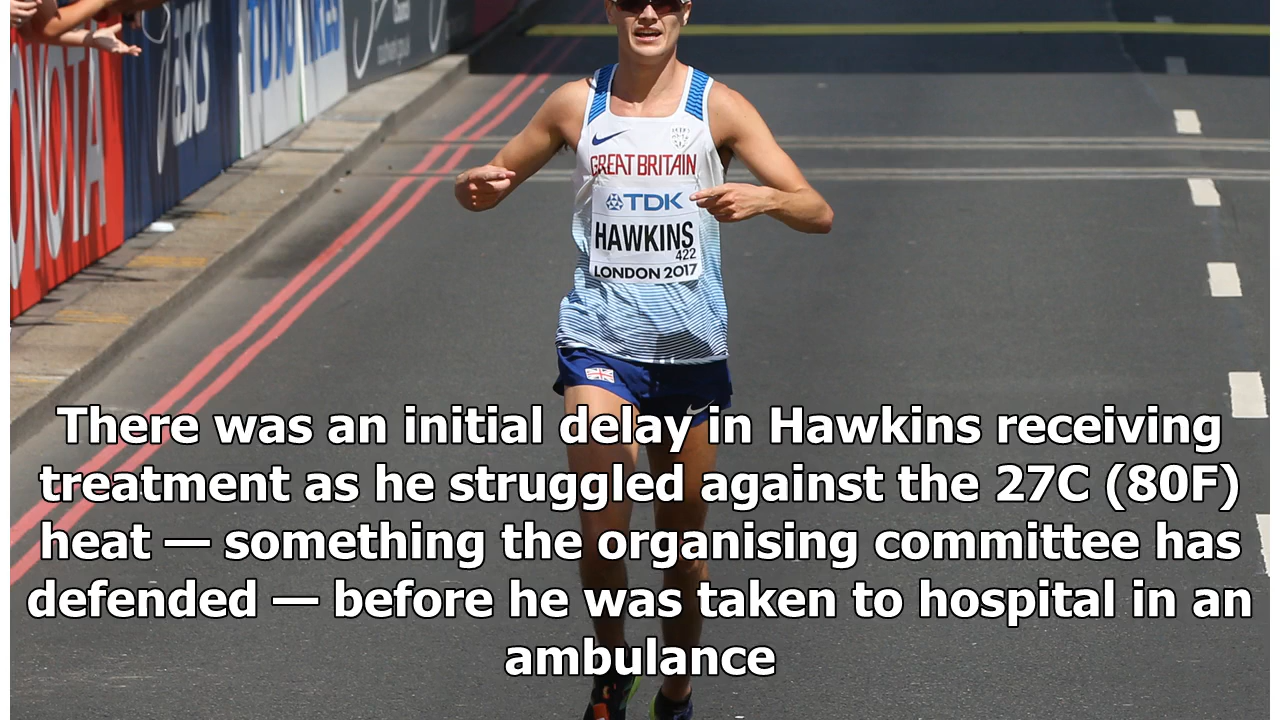 TOYOTA
asics
GREAT BRITAIN
TDK
HAWKINS
422
LONDON 2017
There was an initial delay in Hawkins receiving
treatment as he struggled against the 27C (80F)
heat — something the organising committee has
defended — before he was taken to hospital in an
ambulance